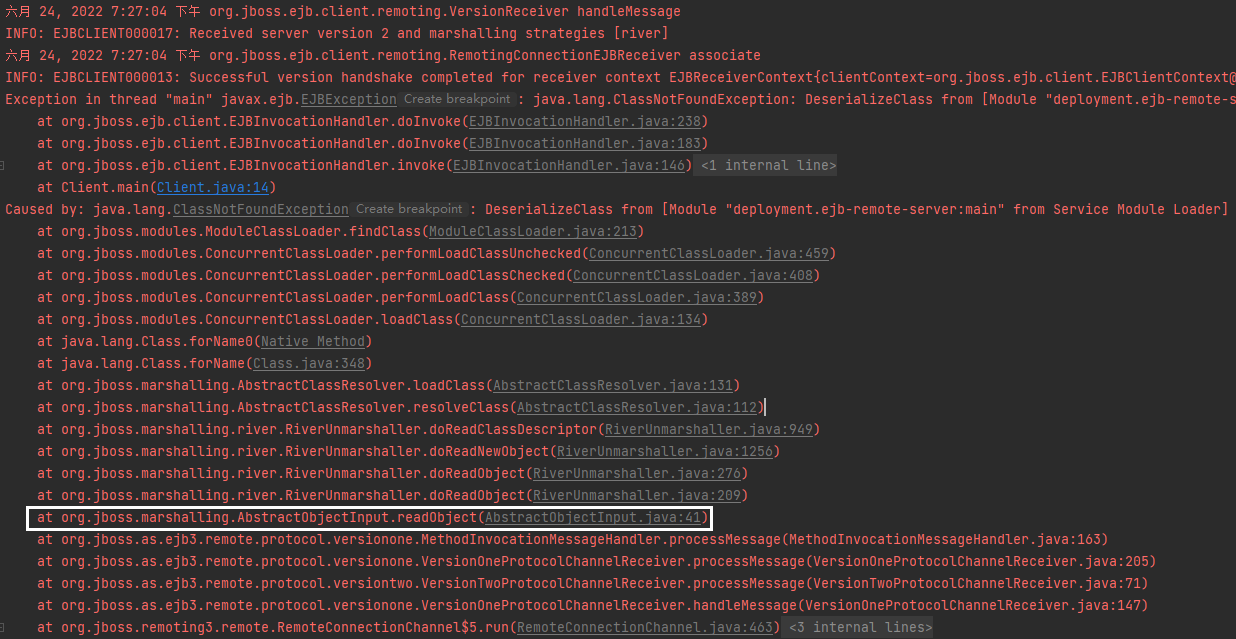 六月 24, 2022 7:27:04 下午 org.jboss.ejb.client.remoting.VersionReceiver handleMessage
INFO: EJBCLIENT000017: Received server version 2 and marshalling strategies [river]
六月 24, 2022 7:27:04 下午 org.jboss.ejb.client.remoting.RemotingConnectionEJBReceiver associate
INFO: EJBCLIENT000013: Successful version handshake completed for receiver context EJBReceiverContext{clientContext=org.jboss.ejb.client.EJBClientContext@
Exception in thread "main" javax.ejb.EJBException Create breakpoint : java.lang.ClassNotFoundException: DeserializeClass from [Module "deployment.ejb-remote-s
at org.jboss.ejb.client.EJBInvocationHandler.doInvoke(EJBInvocationHandler.java:238)
at org.jboss.ejb.client.EJBInvocationHandler.doInvoke(EJBInvocationHandler.java:183)
at org.jboss.ejb.client.EJBInvocationHandler.invoke(EJBInvocationHandler.java:146) <1 internal line>
at Client.main(Client.java:14)
Caused by: java.lang.ClassNotFoundException Create breakpoint : DeserializeClass from [Module "deployment.ejb-remote-server:main" from Service Module Loader]
at org.jboss.modules.ModuleClassLoader.findClass(ModuleClassLoader.java:213)
at org.jboss.modules.ConcurrentClassLoader.performLoadClassUnchecked(ConcurrentClassLoader.java:459)
at org.jboss.modules.ConcurrentClassLoader.performLoadClassChecked(ConcurrentClassLoader.java:408)
at org.jboss.modules.ConcurrentClassLoader.performLoadClass(ConcurrentClassLoader.java:389)
at org.jboss.modules.ConcurrentClassLoader.loadClass(ConcurrentClassLoader.java:134)
at java.lang.Class.forName0(Native Method)
at java.lang.Class.forName(Class.java:348)
at org.jboss.marshalling.AbstractClassResolver.loadClass(AbstractClassResolver.java:131)
at org.jboss.marshalling.AbstractClassResolver.resolveClass(AbstractClassResolver.java:112)
at org.jboss.marshalling.river.RiverUnmarshaller.doReadClassDescriptor(RiverUnmarshaller.java:949)
at org.jboss.marshalling.river.RiverUnmarshaller.doReadNewObject(RiverUnmarshaller.java:1256)
at org.jboss.marshalling.river.RiverUnmarshaller.doReadObject(RiverUnmarshaller.java:276)
at org.jboss.marshalling.river.RiverUnmarshaller.doReadObject(RiverUnmarshaller.java:209)
at org.jboss.marshalling.AbstractObjectInput.readObject(AbstractObjectInput.java:41)
at org.jboss.as.ejb3.remote.protocol.versionone.MethodInvocationMessageHandler.processMessage(MethodInvocationMessageHandler.java:163)
at org.jboss.as.ejb3.remote.protocol.versionone.VersionOneProtocolChannelReceiver.processMessage(VersionOneProtocolChannelReceiver.java:205)
at org.jboss.as.ejb3.remote.protocol.versiontwo.VersionTwoProtocolChannelReceiver.processMessage(VersionTwoProtocolChannelReceiver.java:71)
at org.jboss.as.ejb3.remote.protocol.versionone.VersionOneProtocolChannelReceiver.handleMessage(VersionOneProtocolChannelReceiver.java:147)
at org.jboss.remoting3.remote.RemoteConnectionChannel$5.run(RemoteConnectionChannel.java:463) <3 internal lines>